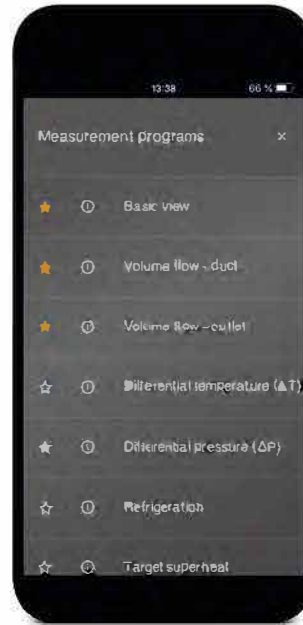 13:38 66 %
Measurement programs ×
Basic view
Volume flow - duct
Volume flow - outlet
Differential temperature (▲T)
Differential pressure (ΔP)
Refrigeration
Target superheat